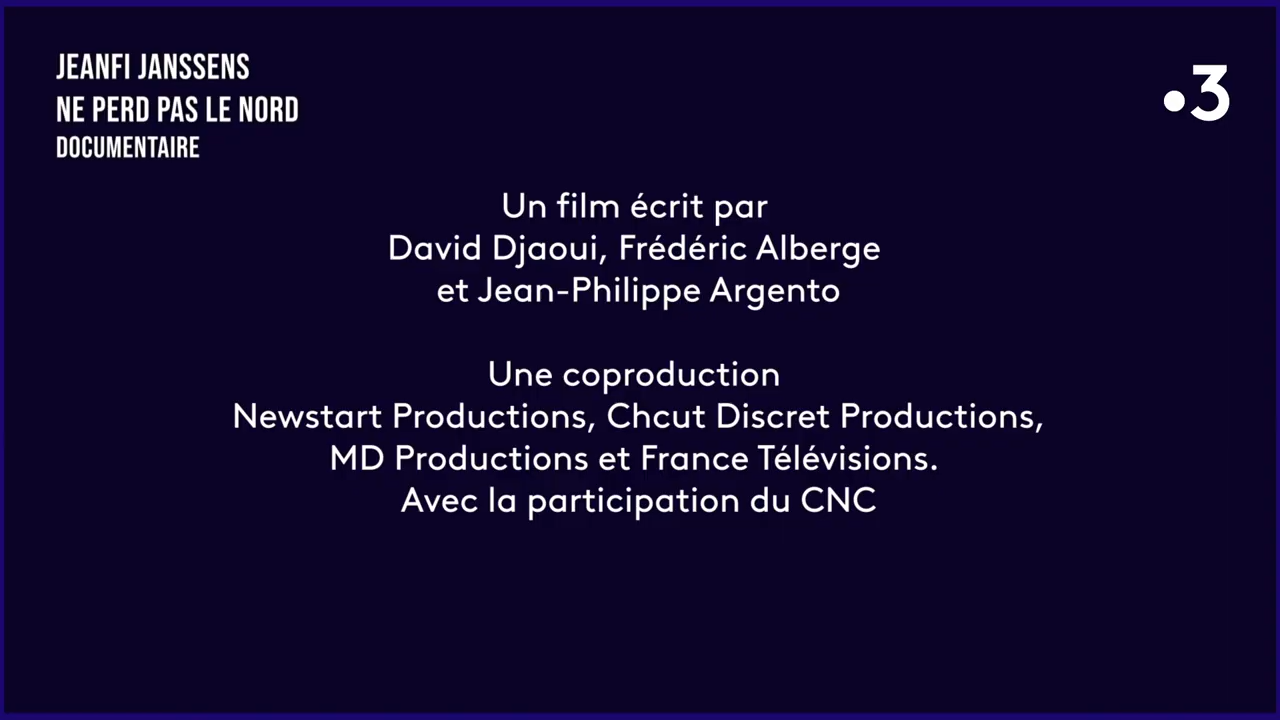 JEANFI JANSSENS
NE PERD PAS LE NORD
DOCUMENTAIRE
•3
Un film écrit par
David Djaoui, Frédéric Alberge
et Jean-Philippe Argento
Une coproduction
Newstart Productions, Chcut Discret Productions,
MD Productions et France Télévisions.
Avec la participation du CNC